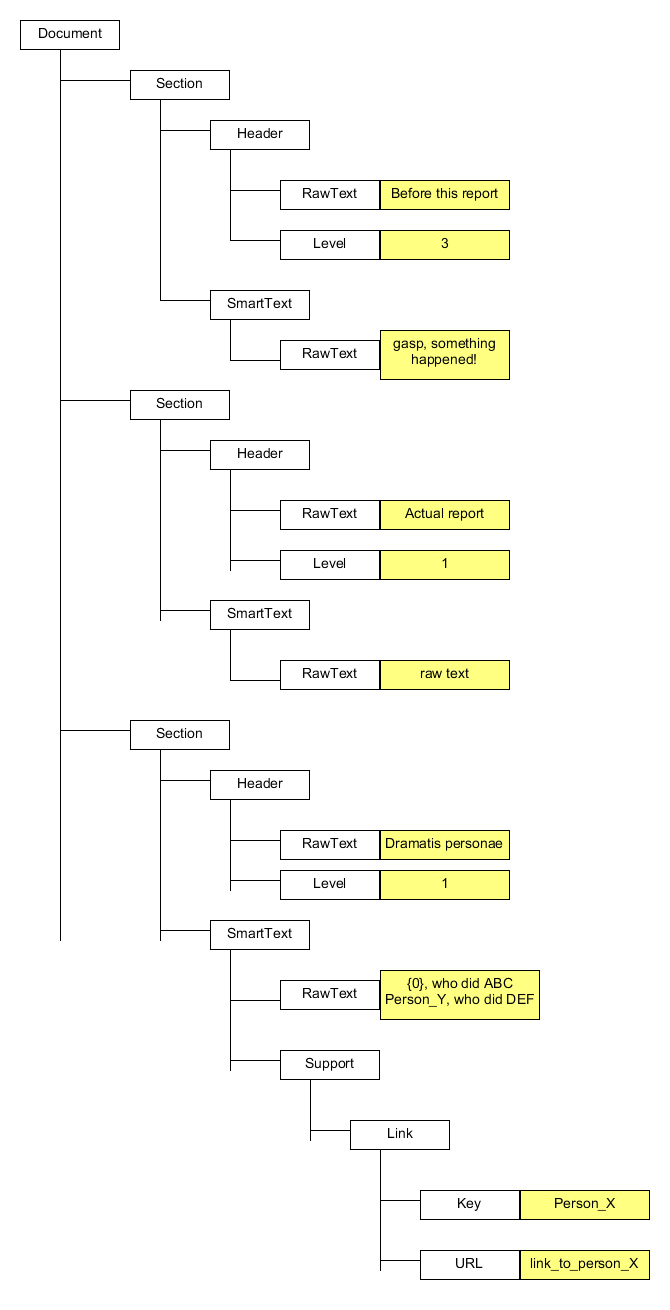 Document
Section
Header
RawText Before this report
Level 3
SmartText
RawText gasp, something
happened!
Section
Header
RawText Actual report
Level 1
SmartText
RawText raw text
Section
Header
RawText Dramatis personae
Level 1
SmartText
RawText {0}, who did ABC
Person_Y, who did DEF
Support
Link
Key Person_X
URL link_to_person_X